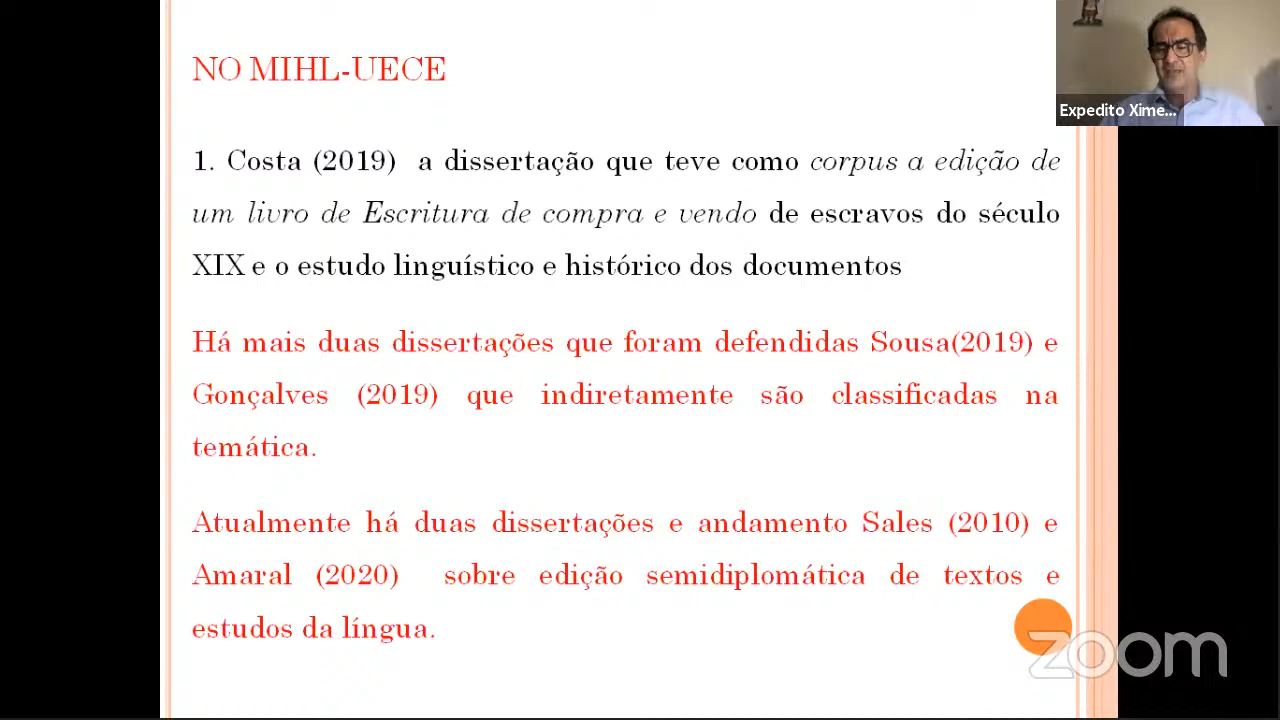 NO MIHL-UECE
Expedito Xime...
1. Costa (2019) a dissertação que teve como corpus a edição de
um livro de Escritura de compra e vendo de escravos do século
XIX e o estudo linguístico e histórico dos documentos
Há mais duas dissertações que foram defendidas Sousa(2019) e
Gonçalves (2019) que indiretamente são classificadas na
temática.
Atualmente há duas dissertações e andamento Sales (2010) e
Amaral (2020) sobre edição semidiplomática de textos e
estudos da língua.
zoom